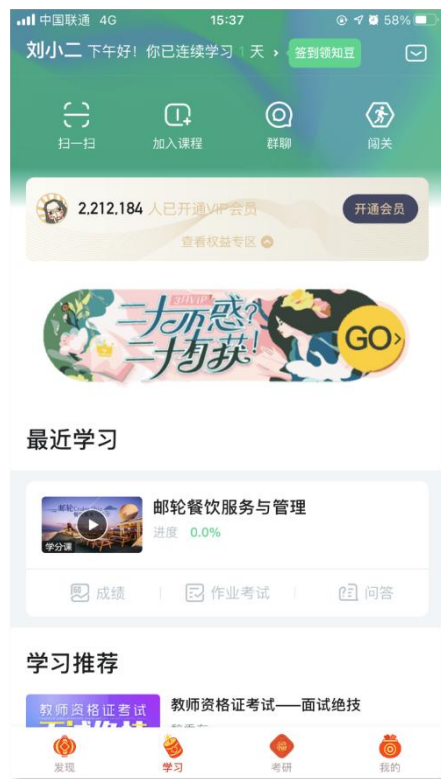 中国联通 4G 15:37 58%
刘小二 下午好！你已连续学习 1 天 › 签到领知豆
扫一扫 加入课程 群聊 闯关
2,212,184 人已开通VIP会员 开通会员
查看权益专区
37VIP
二十不惑?
二十有获!
GO›
最近学习
邮轮餐饮服务与管理
进度 0.0%
学分课
成绩 作业考试 问答
学习推荐
教师资格证考试
教师资格证考试——面试绝技
发现 学习 考研 我的